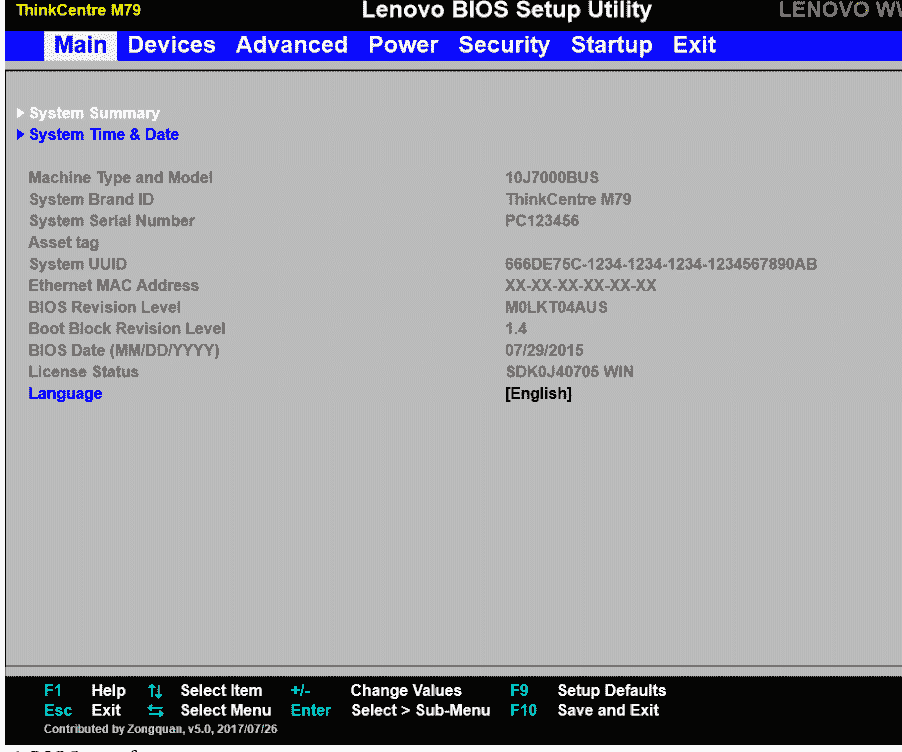 ThinkCentre M79 Lenovo BIOS Setup Utility LENOVO
Main Devices Advanced Power Security Startup Exit
System Summary
System Time & Date
Machine Type and Model 10J7000BUS
System Brand ID ThinkCentre M79
System Serial Number PC123456
Asset tag
System UUID 666DE75C-1234-1234-1234-1234567890AB
Ethernet MAC Address XX-XX-XX-XX-XX-XX
BIOS Revision Level M0LKT04AUS
Boot Block Revision Level 1.4
BIOS Date (MM/DD/YYYY) 07/29/2015
License Status SDK0J40705 WIN
Language [English]
F1 Help ↑↓ Select Item +/- Change Values F9 Setup Defaults
Esc Exit ⇆ Select Menu Enter Select > Sub-Menu F10 Save and Exit
Contributed by Zongquan, v5.0, 2017/07/26